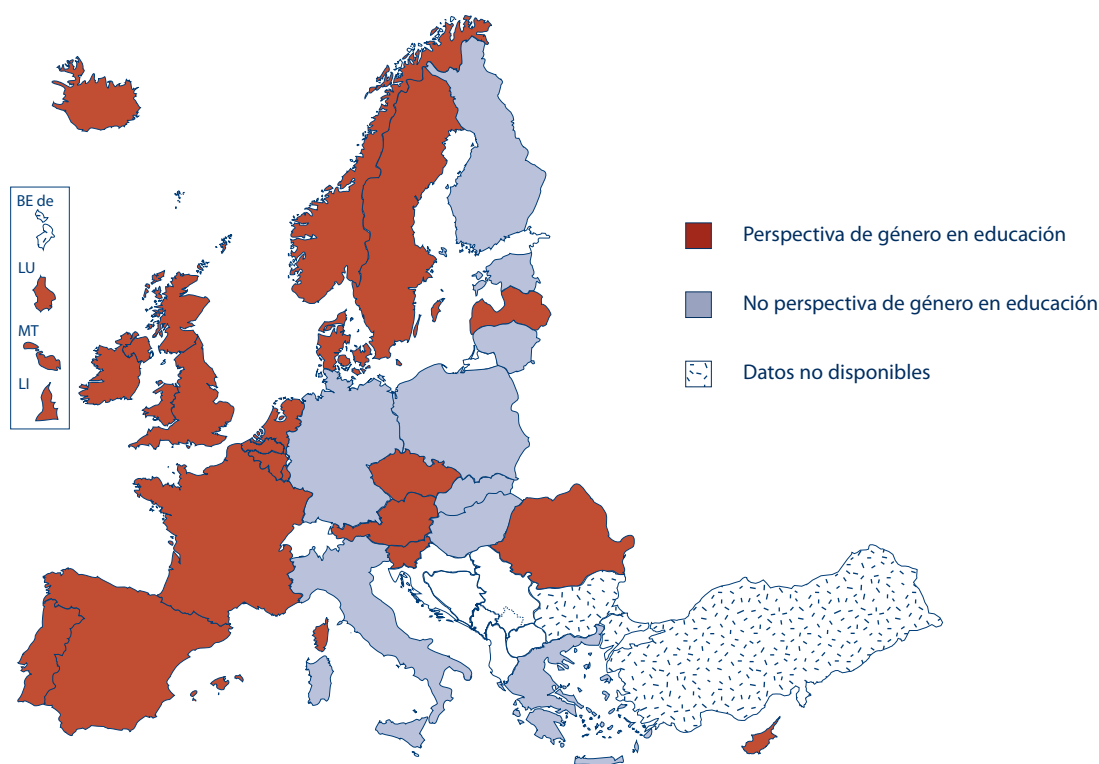 BE de
LU
MT
LI
Perspectiva de género en educación
No perspectiva de género en educación
Datos no disponibles